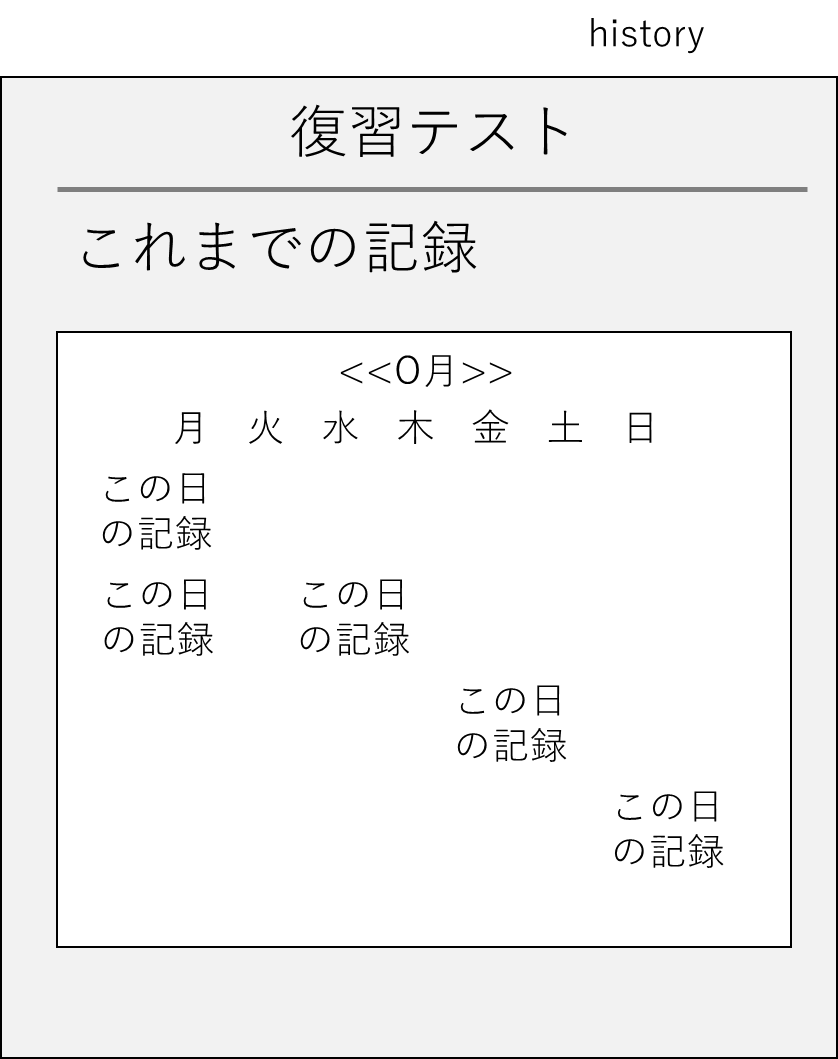 history
復習テスト
これまでの記録
<<〇月>>
月 火 水 木 金 土 日
この日
の記録
この日
の記録
この日
の記録
この日
の記録
この日
の記録